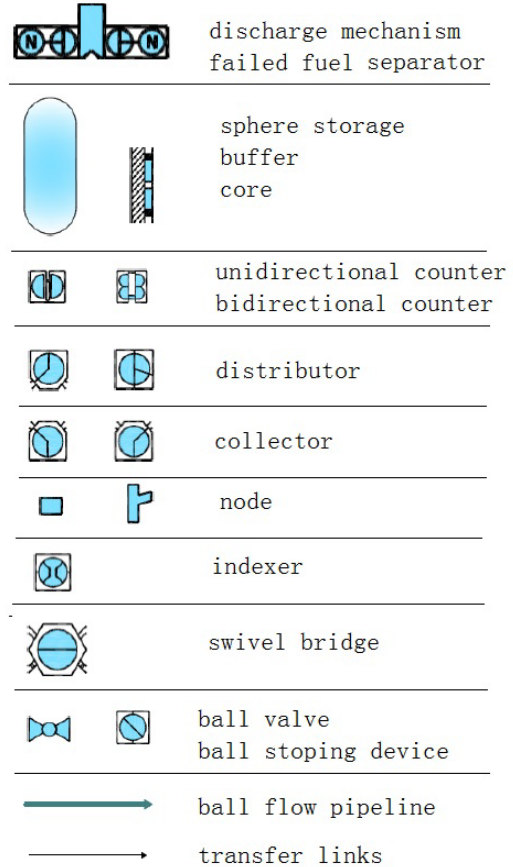 N N
discharge mechanism
failed fuel separator
sphere storage
buffer
core
unidirectional counter
bidirectional counter
distributor
collector
node
indexer
swivel bridge
ball valve
ball stoping device
ball flow pipeline
transfer links